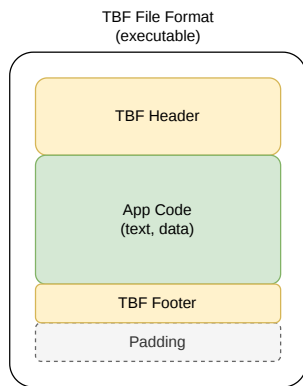 TBF File Format
(executable)
TBF Header
App Code
(text, data)
TBF Footer
Padding